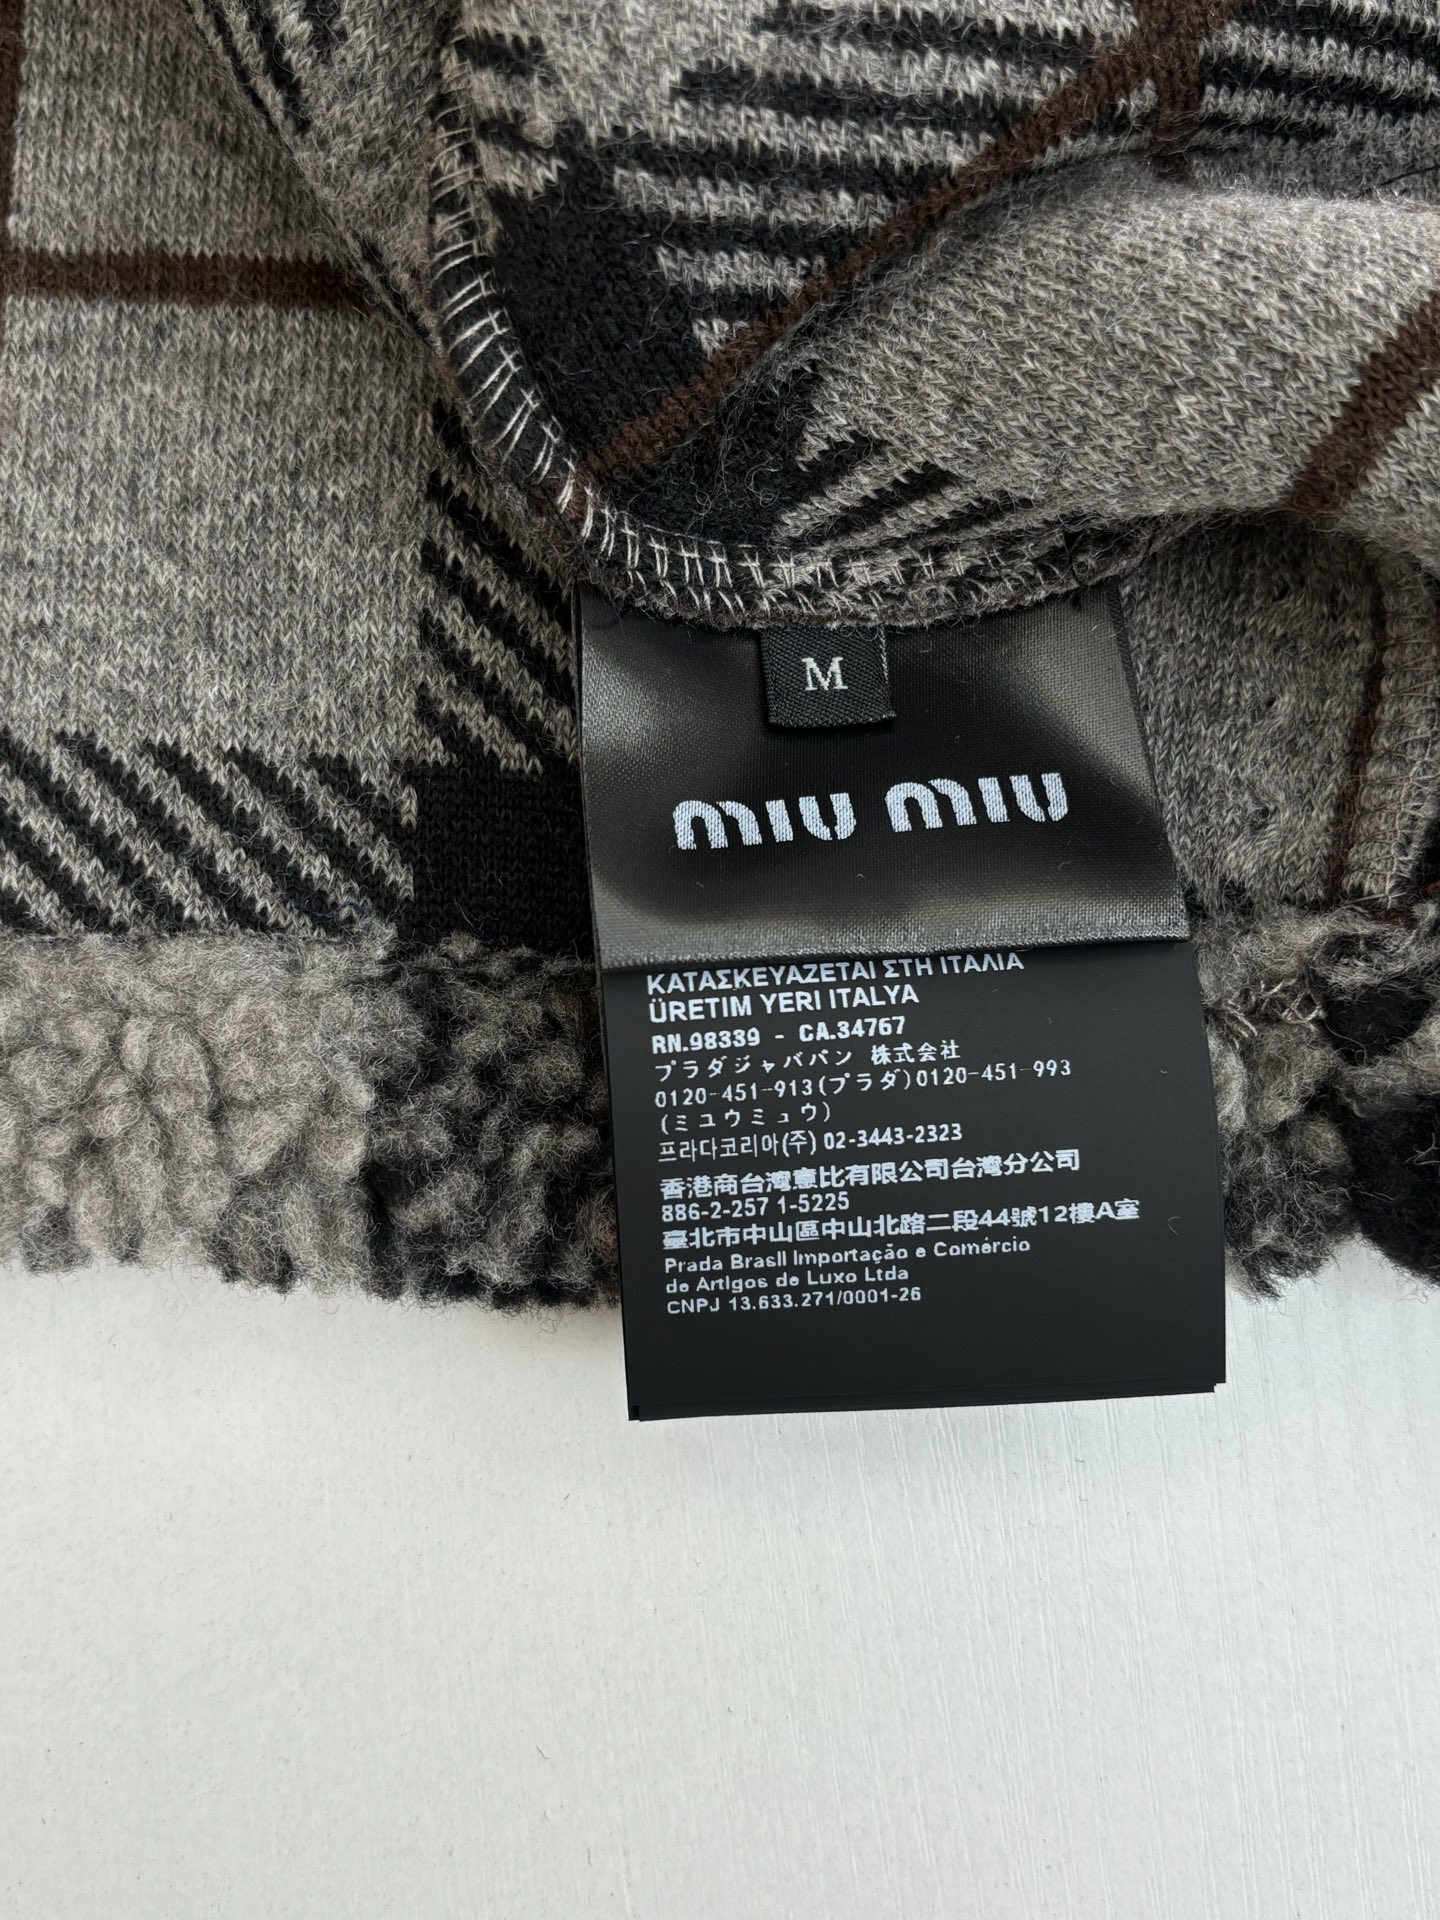 M
miu miu
ΚΑΤΑΣΚΕΥΑΖΕΤΑΙ ΣΤΗ ΙΤΑΛΙΑ
ÜRETIM YERI ITALYA
RN.98339 - CA.34767
プラダジャパバン 株式会社
0120-451-913(プラダ)0120-451-993
(ミユウミュウ)
프라다코리아(주) 02-3443-2323
香港商台灣意比有限公司台灣分公司
886-2-257 1-5225
臺北市中山區中山北路二段44號12樓A室
Prada Brasil Importação e Comércio
de Artigos de Luxo Ltda
CNPJ 13.633.271/0001-26